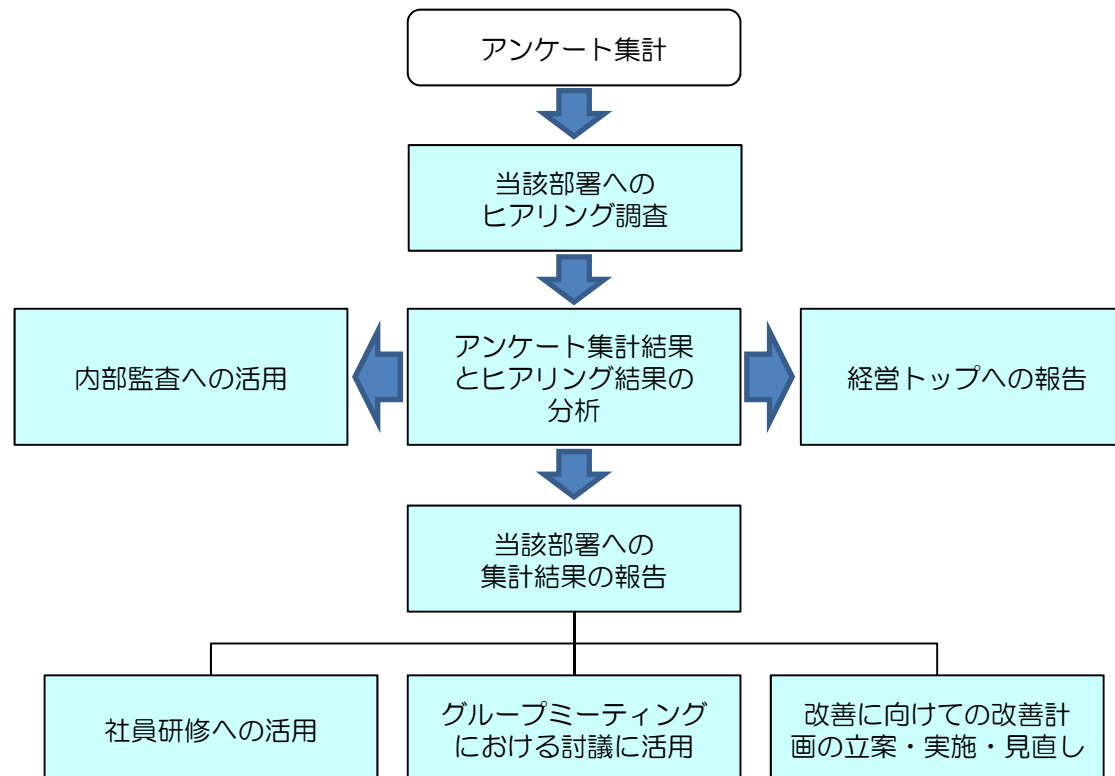 アンケート集計
当該部署への
ヒアリング調査
内部監査への活用
アンケート集計結果
とヒアリング結果の
分析
経営トップへの報告
当該部署への
集計結果の報告
社員研修への活用
グループミーティング
における討議に活用
改善に向けての改善計
画の立案・実施・見直し